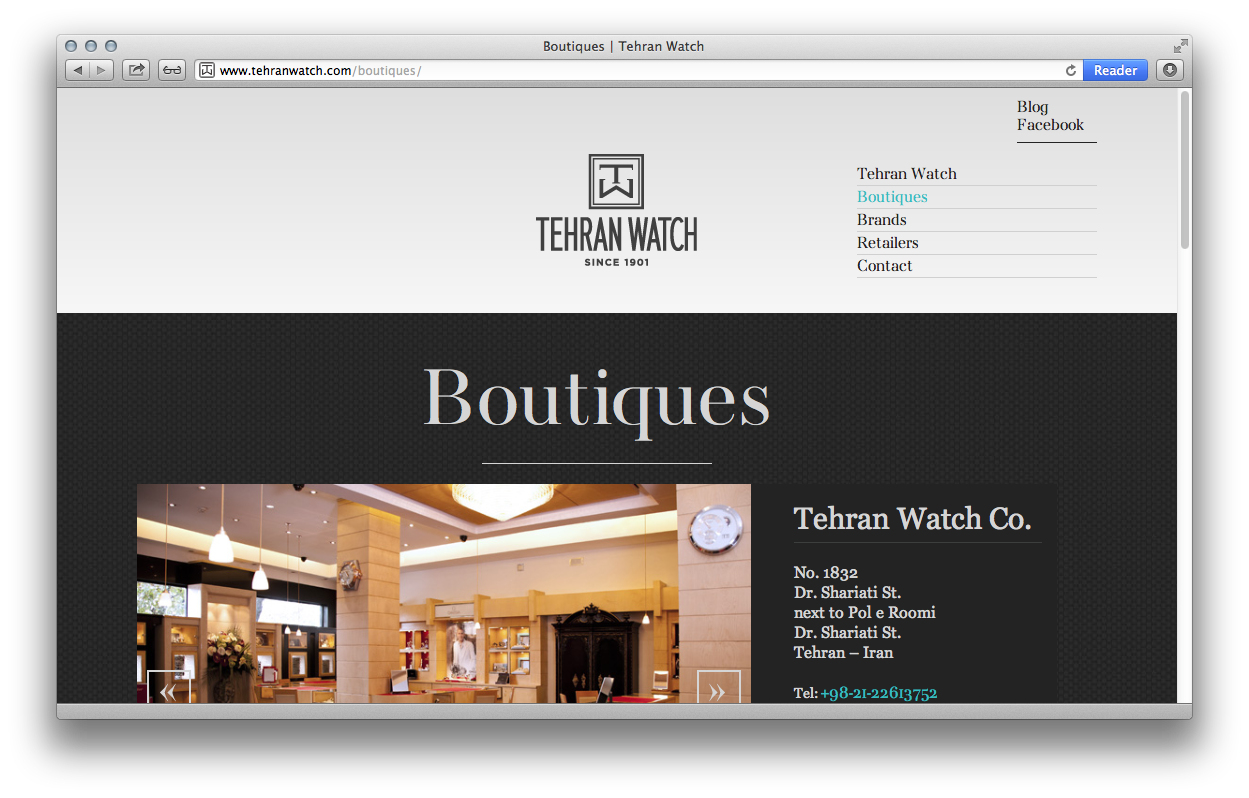 Boutiques | Tehran Watch
www.tehranwatch.com/boutiques/
Reader
Blog
Facebook
TW
TEHRAN WATCH
SINCE 1901
Tehran Watch
Boutiques
Brands
Retailers
Contact
Boutiques
Tehran Watch Co.
No. 1832
Dr. Shariati St.
next to Pol e Roomi
Dr. Shariati St.
Tehran – Iran
Tel: +98-21-22613752